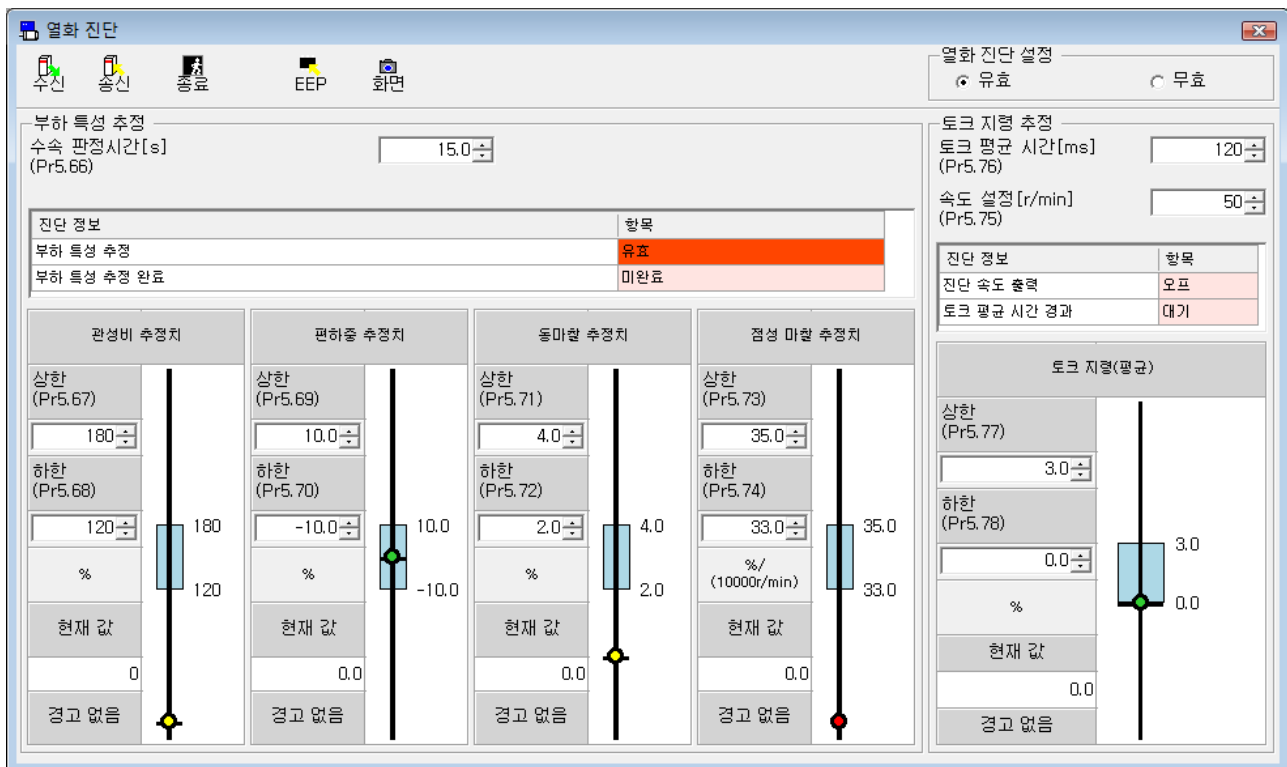 열화 진단
수신 송신 종료 EEP 화면
열화 진단 설정
유효 무효
부하 특성 추정
수속 판정시간[s]
(Pr5.66)
15.0
진단 정보 항목
부하 특성 추정 유효
부하 특성 추정 완료 미완료
관성비 추정치
상한
(Pr5.67)
180
하한
(Pr5.68)
120
%
현재 값
0
경고 없음
180
120
편하중 추정치
상한
(Pr5.69)
10.0
하한
(Pr5.70)
-10.0
%
현재 값
0.0
경고 없음
10.0
-10.0
동마찰 추정치
상한
(Pr5.71)
4.0
하한
(Pr5.72)
2.0
%
현재 값
0.0
경고 없음
4.0
2.0
점성 마찰 추정치
상한
(Pr5.73)
35.0
하한
(Pr5.74)
33.0
%/
(10000r/min)
현재 값
0.0
경고 없음
35.0
33.0
토크 지령 추정
토크 평균 시간[ms]
(Pr5.76)
120
속도 설정[r/min]
(Pr5.75)
50
진단 정보 항목
진단 속도 출력 오프
토크 평균 시간 경과 대기
토크 지령(평균)
상한
(Pr5.77)
3.0
하한
(Pr5.78)
0.0
%
현재 값
0.0
경고 없음
3.0
0.0